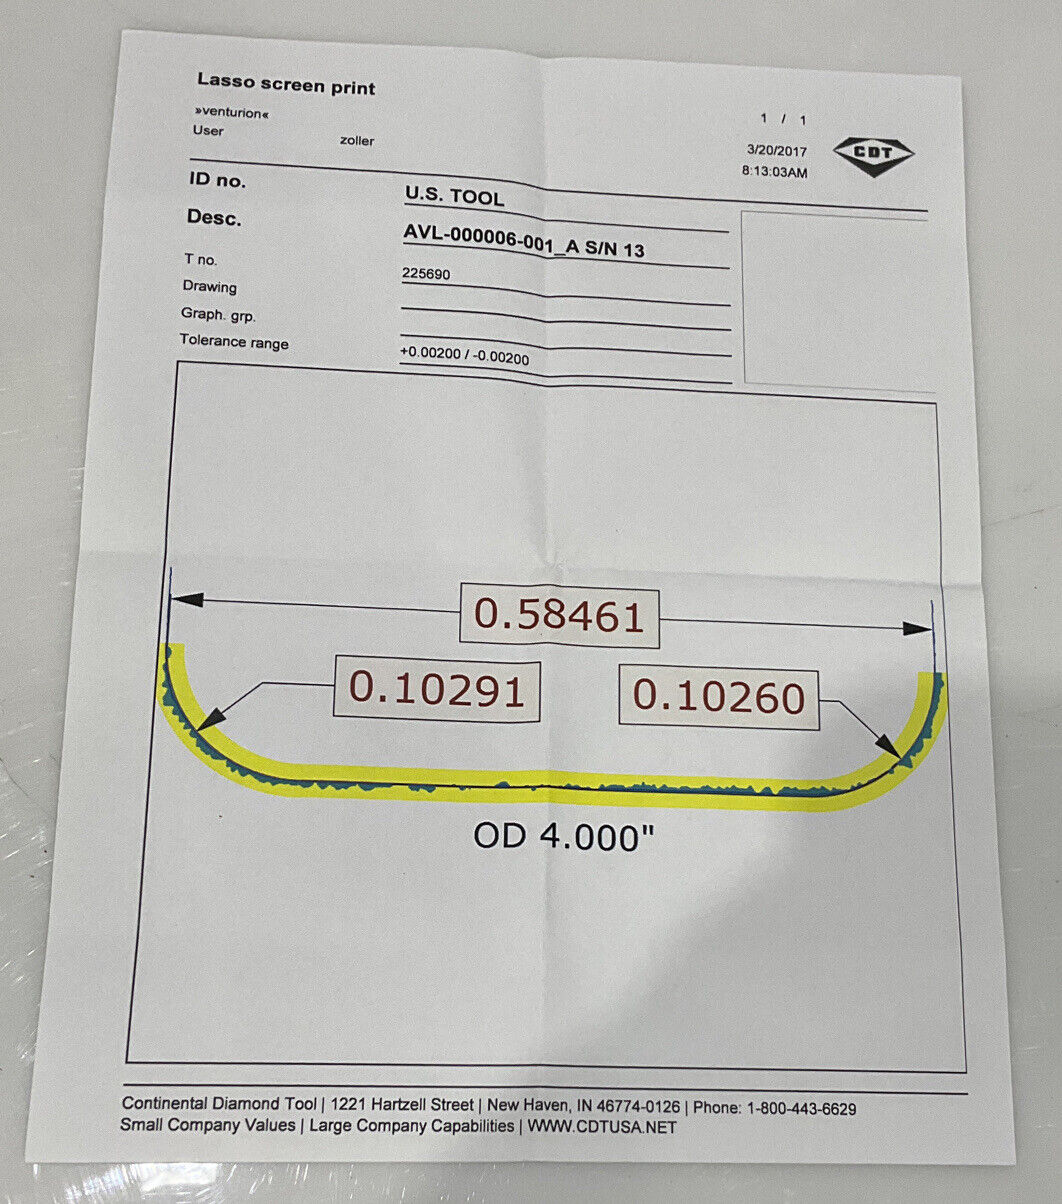 Lasso screen print
»venturion«
User
zoller
1 / 1
3/20/2017
8:13:03AM
CDT
ID no. U.S. TOOL
Desc. AVL-000006-001_A S/N 13
T no. 225690
Drawing
Graph. grp.
Tolerance range +0.00200 / -0.00200
0.58461
0.10291 0.10260
OD 4.000"
Continental Diamond Tool | 1221 Hartzell Street | New Haven, IN 46774-0126 | Phone: 1-800-443-6629
Small Company Values | Large Company Capabilities | WWW.CDTUSA.NET